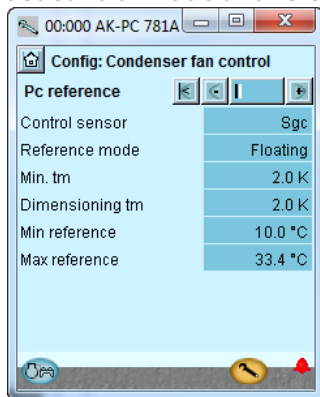 00:000 AK-PC 781A
Config: Condenser fan control
Pc reference
Control sensor Sgc
Reference mode Floating
Min. tm 2.0 K
Dimensioning tm 2.0 K
Min reference 10.0 °C
Max reference 33.4 °C